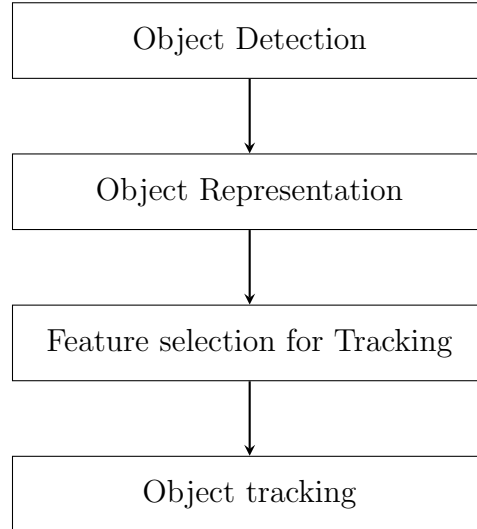 Object Detection
Object Representation
Feature selection for Tracking
Object tracking